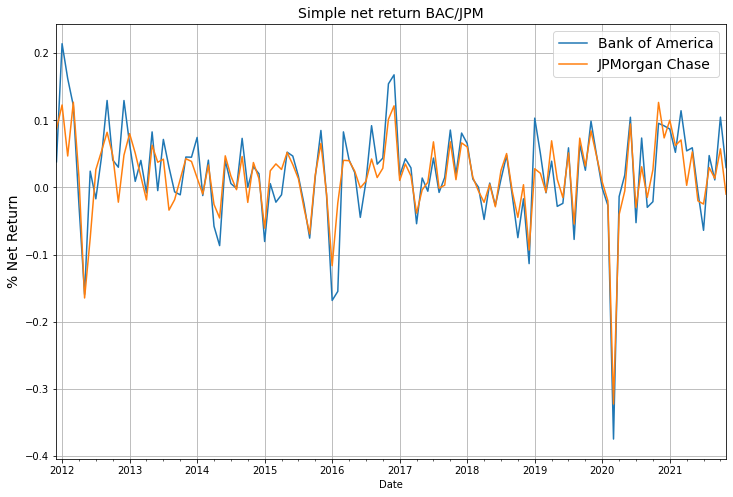 Simple net return BAC/JPM
Bank of America
JPMorgan Chase
% Net Return
0.2
0.1
0.0
−0.1
−0.2
−0.3
−0.4
2012 2013 2014 2015 2016 2017 2018 2019 2020 2021
Date